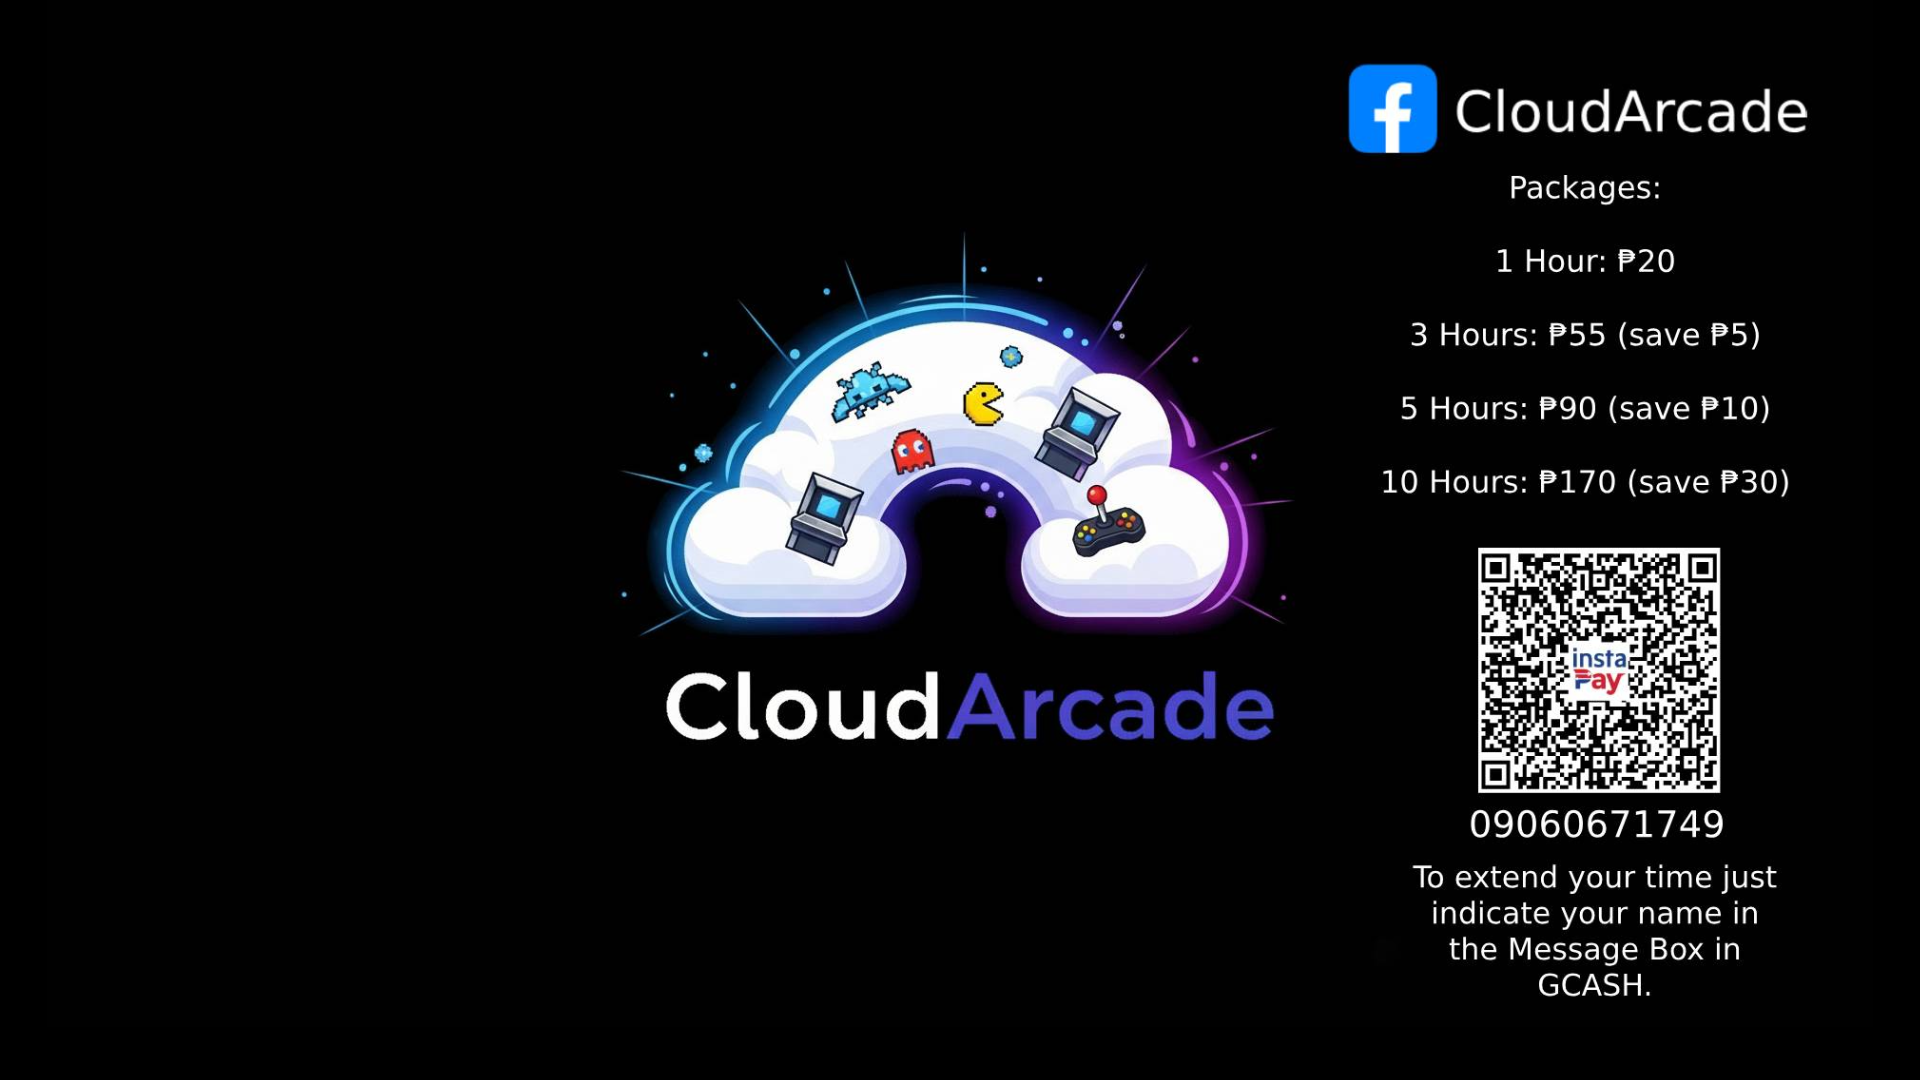 CloudArcade
Packages:
1 Hour: ₱20
3 Hours: ₱55 (save ₱5)
5 Hours: ₱90 (save ₱10)
10 Hours: ₱170 (save ₱30)
insta
Pay
09060671749
To extend your time just
indicate your name in
the Message Box in
GCASH.
CloudArcade